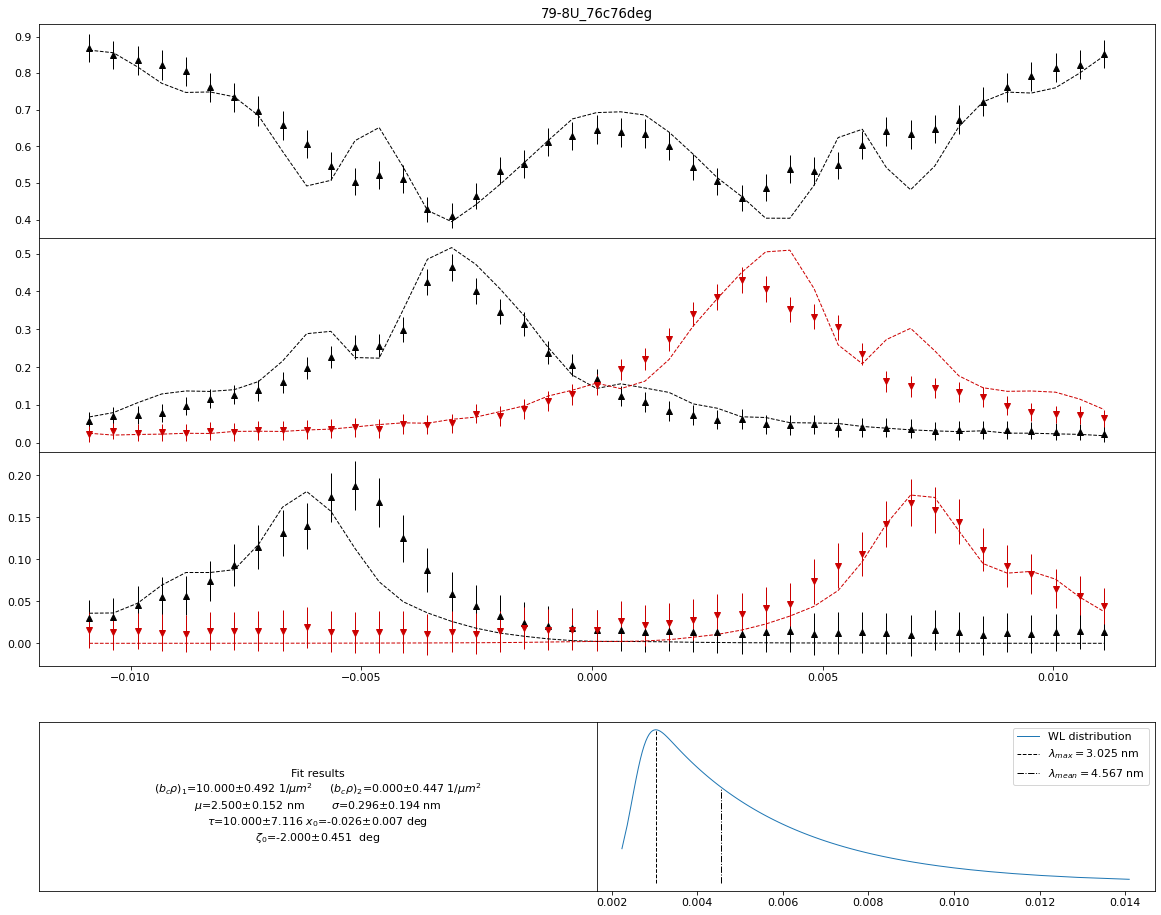 79-8U_76c76deg
0.9
0.8
0.7
0.6
0.5
0.4
0.5
0.4
0.3
0.2
0.1
0.0
0.20
0.15
0.10
0.05
0.00
−0.010 −0.005 0.000 0.005 0.010
Fit results
(b_cρ)_1=10.000±0.492 1/μm^2 (b_cρ)_2=0.000±0.447 1/μm^2
μ=2.500±0.152 nm σ=0.296±0.194 nm
τ=10.000±7.116 x_0=-0.026±0.007 deg
ζ_0=-2.000±0.451 deg
WL distribution
λ_max = 3.025 nm
λ_mean = 4.567 nm
0.002 0.004 0.006 0.008 0.010 0.012 0.014